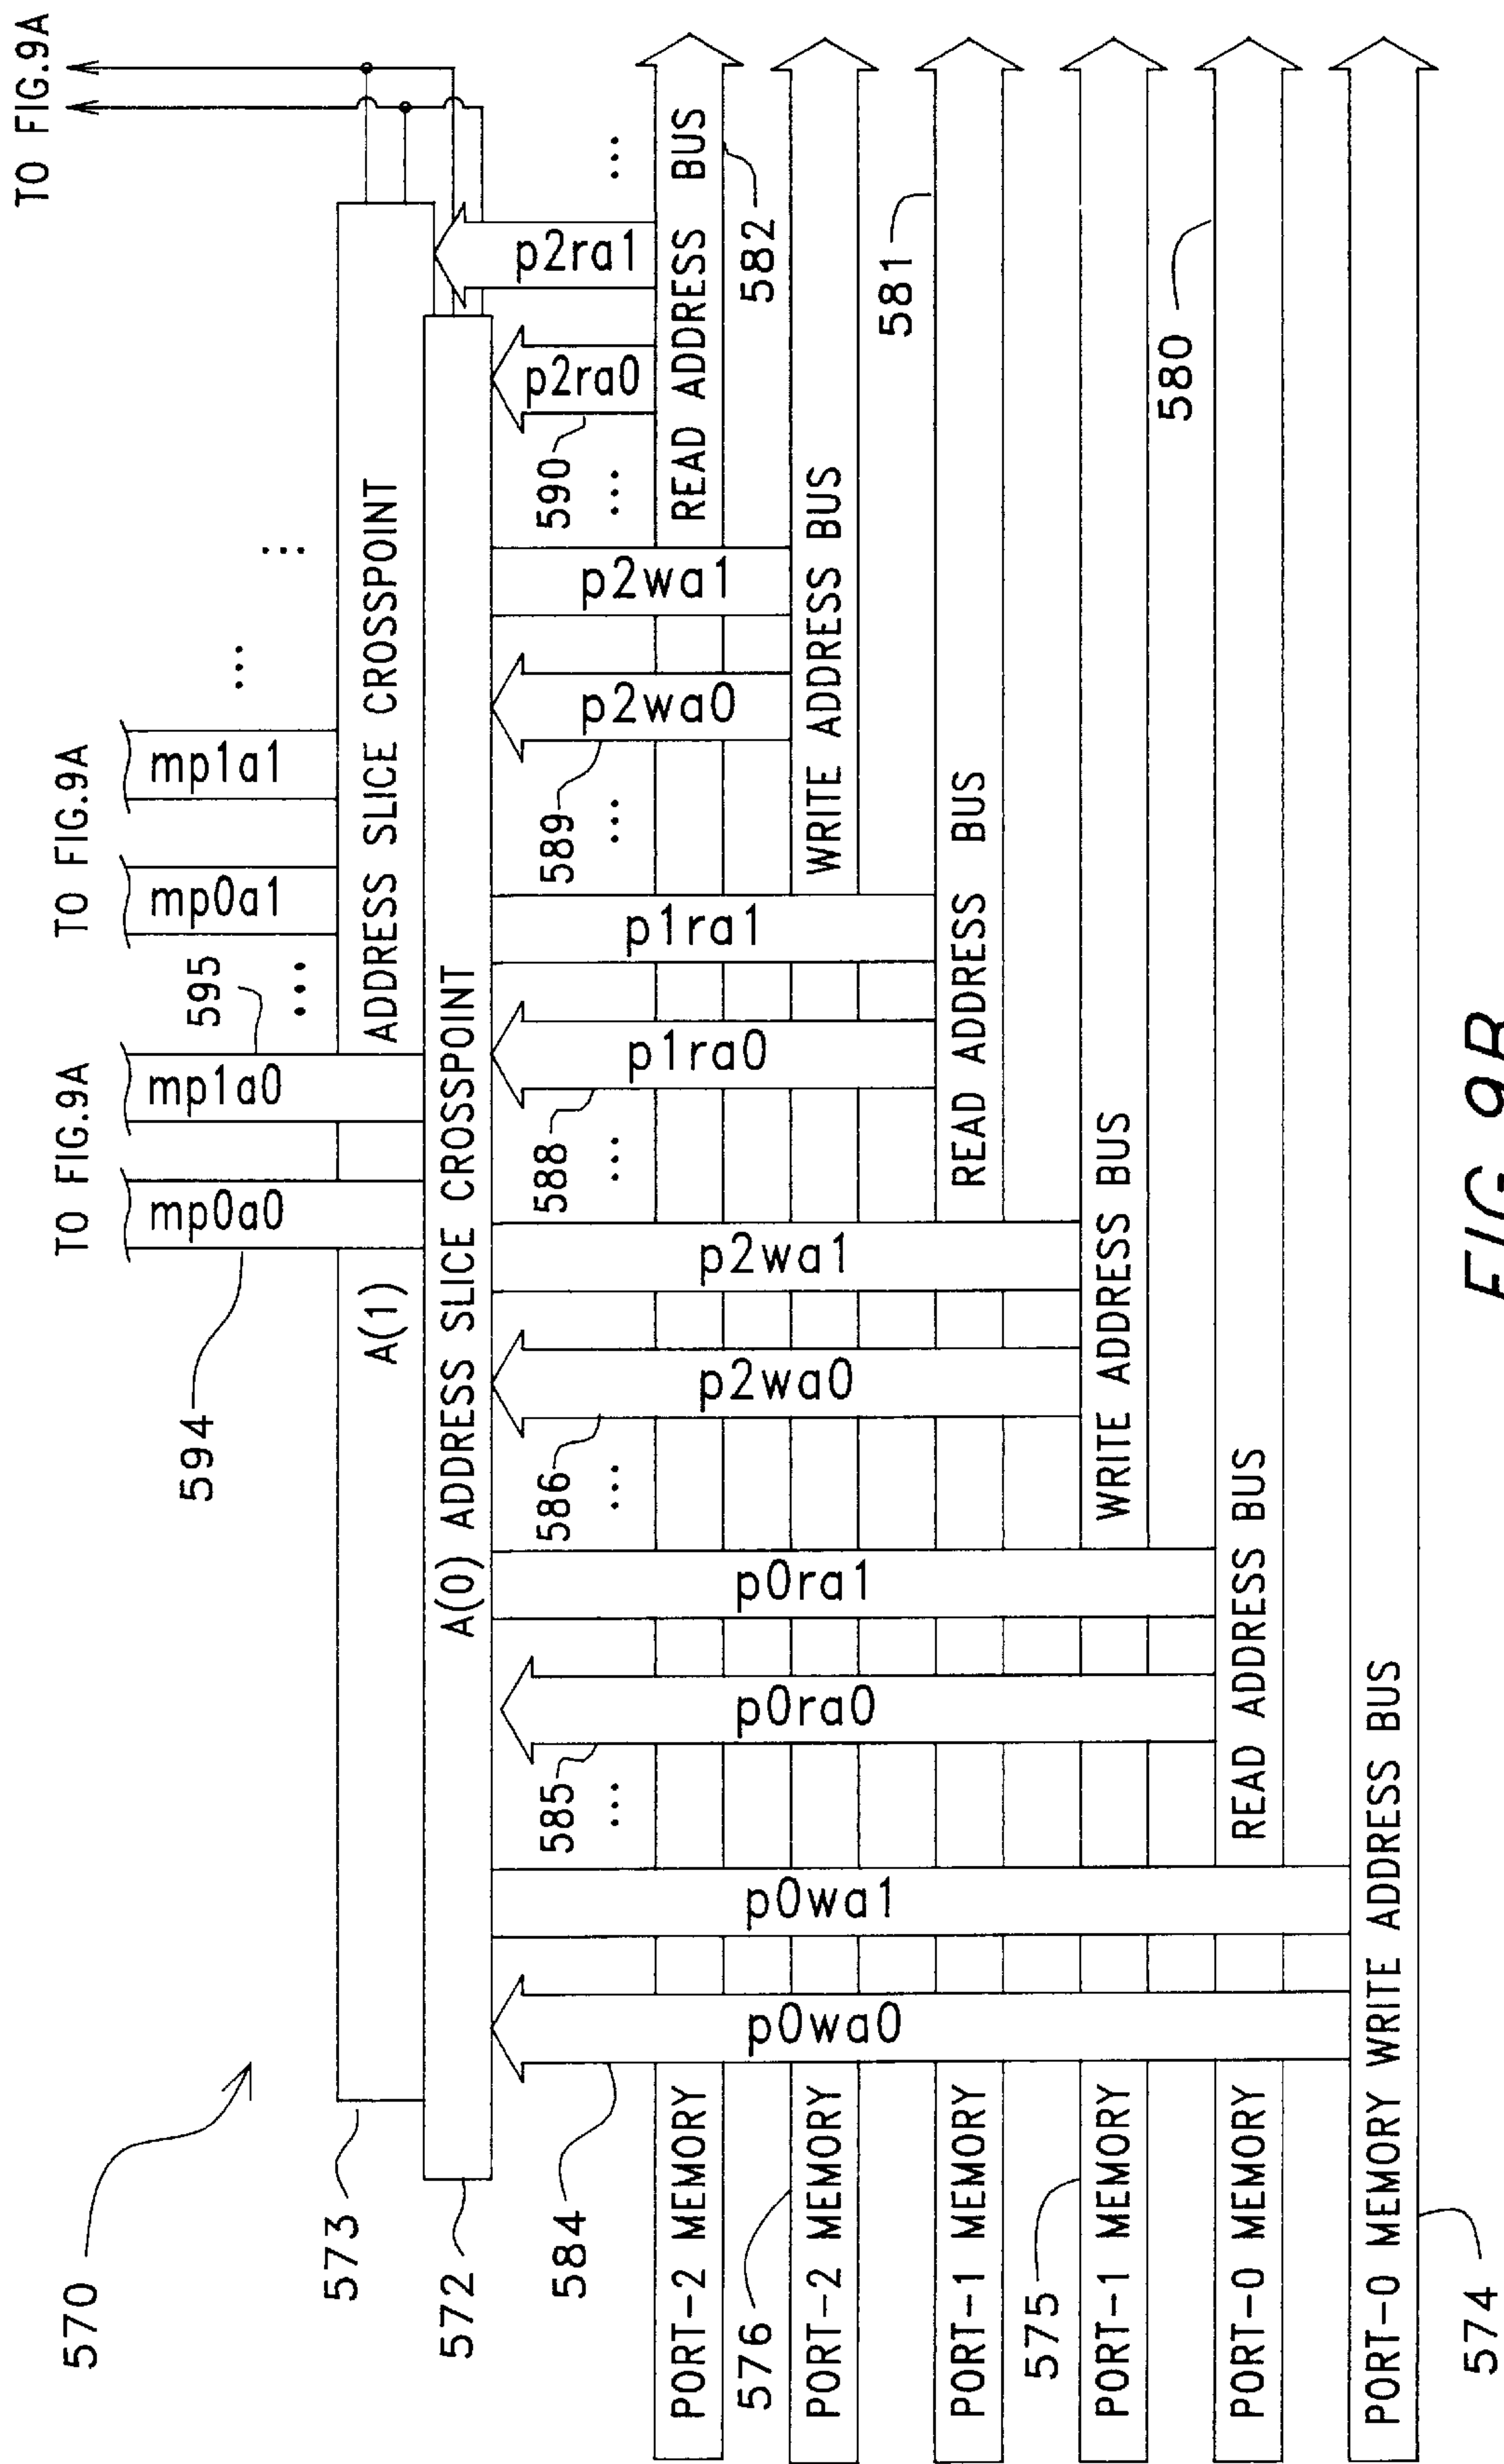 TO FIG.9A
TO FIG.9A
TO FIG.9A
570
594
595
mp0a0
mp1a0
mp0a1
mp1a1
...
...
...
573
A(1)
ADDRESS SLICE CROSSPOINT
572
A(0) ADDRESS SLICE CROSSPOINT
584
585
...
586
...
588
...
589
...
590
...
...
p0wa0
p0wa1
p0ra0
p0ra1
p2wa0
p2wa1
p1ra0
p1ra1
p2wa0
p2wa1
p2ra0
p2ra1
PORT-2 MEMORY
READ ADDRESS BUS
582
576
PORT-2 MEMORY
WRITE ADDRESS BUS
581
PORT-1 MEMORY
READ ADDRESS BUS
575
PORT-1 MEMORY
WRITE ADDRESS BUS
580
PORT-0 MEMORY
READ ADDRESS BUS
PORT-0 MEMORY WRITE ADDRESS BUS
574
FIG 9B